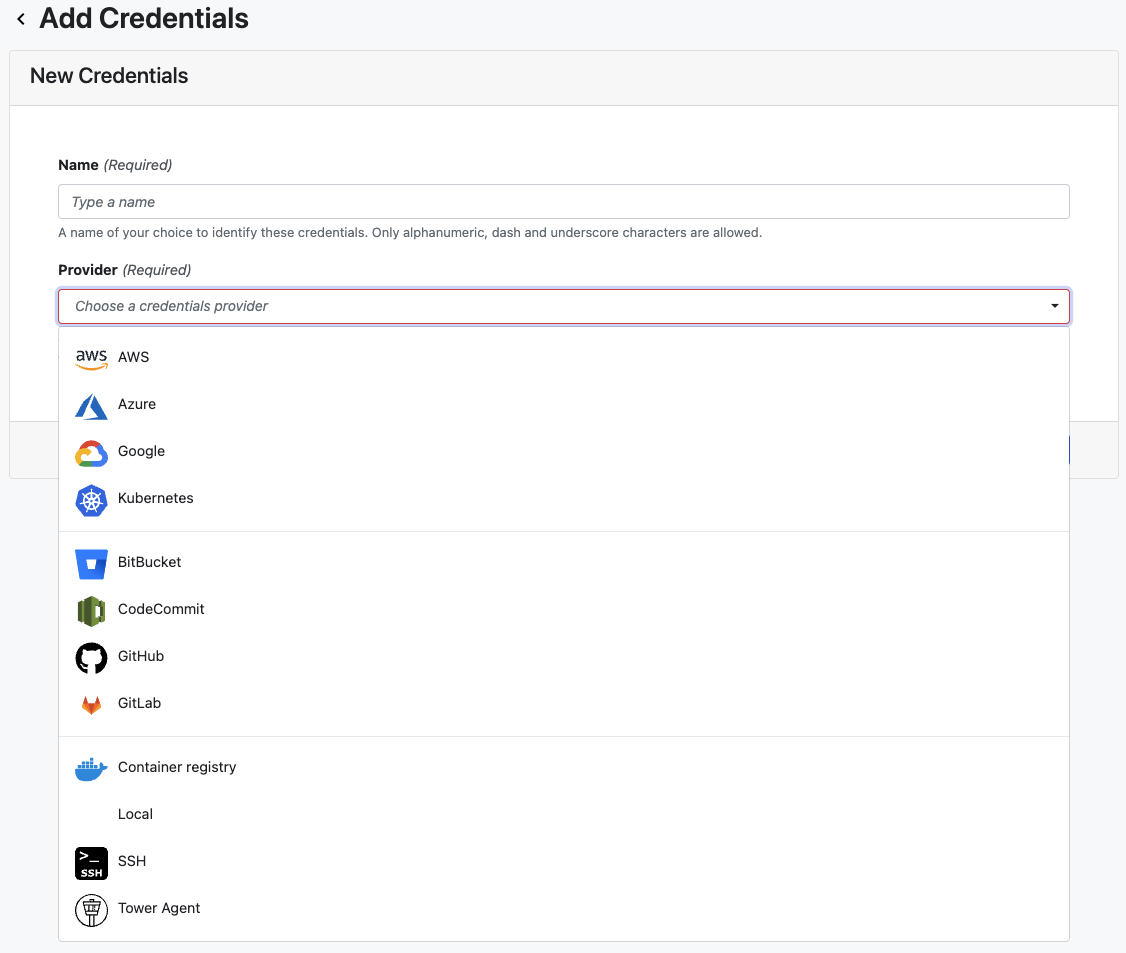 Add Credentials
New Credentials
Name (Required)
Type a name
A name of your choice to identify these credentials. Only alphanumeric, dash and underscore characters are allowed.
Provider (Required)
Choose a credentials provider
aws AWS
Azure
Google
Kubernetes
BitBucket
CodeCommit
GitHub
GitLab
Container registry
Local
>_ SSH SSH
Tower Agent